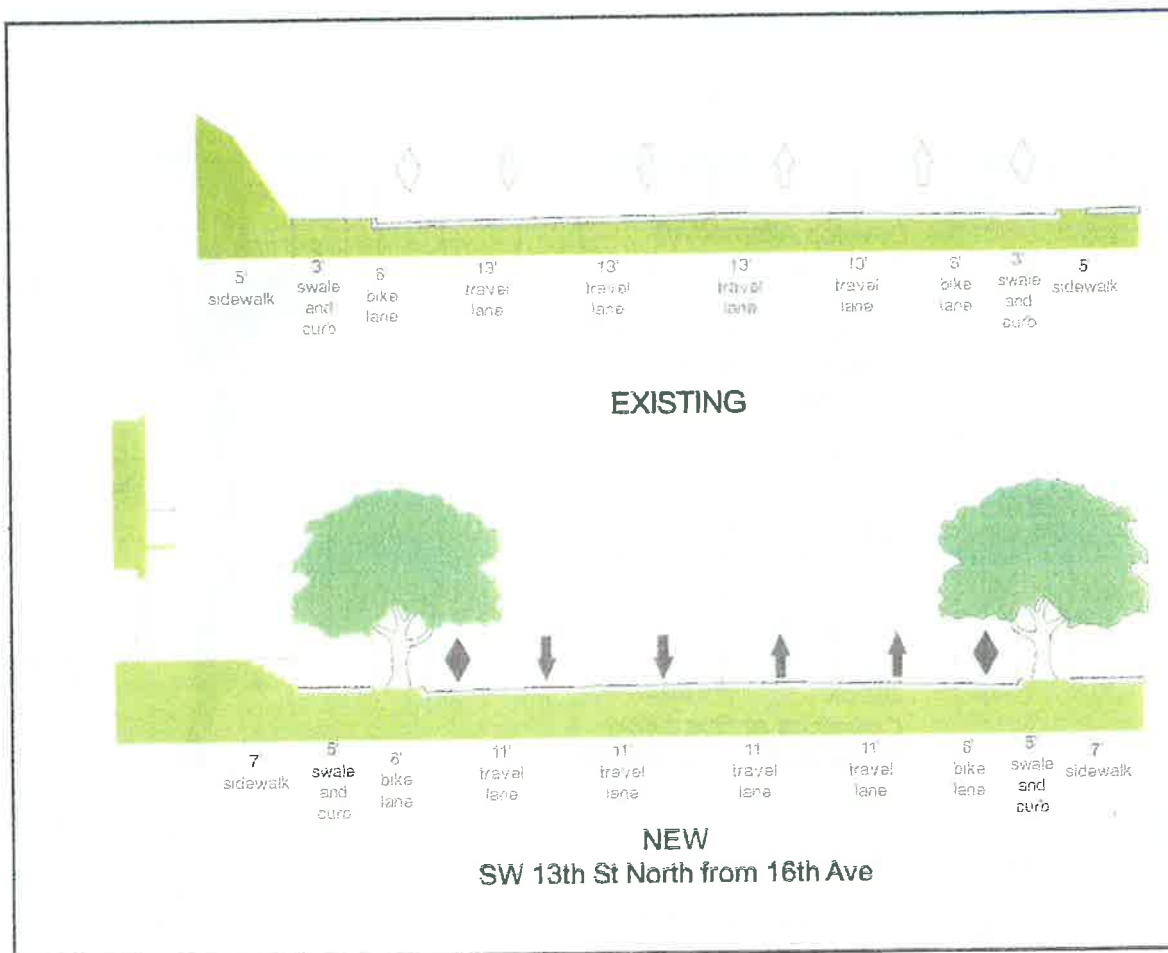 5' sidewalk
3' swale and curb
6' bike lane
13' travel lane
13' travel lane
13' travel lane
13' travel lane
6' bike lane
3' swale and curb
5 sidewalk
EXISTING
7' sidewalk
5' swale and curb
6' bike lane
11' travel lane
11' travel lane
11 travel lane
11' travel lane
6' bike lane
5' swale and curb
7' sidewalk
NEW
SW 13th St North from 16th Ave